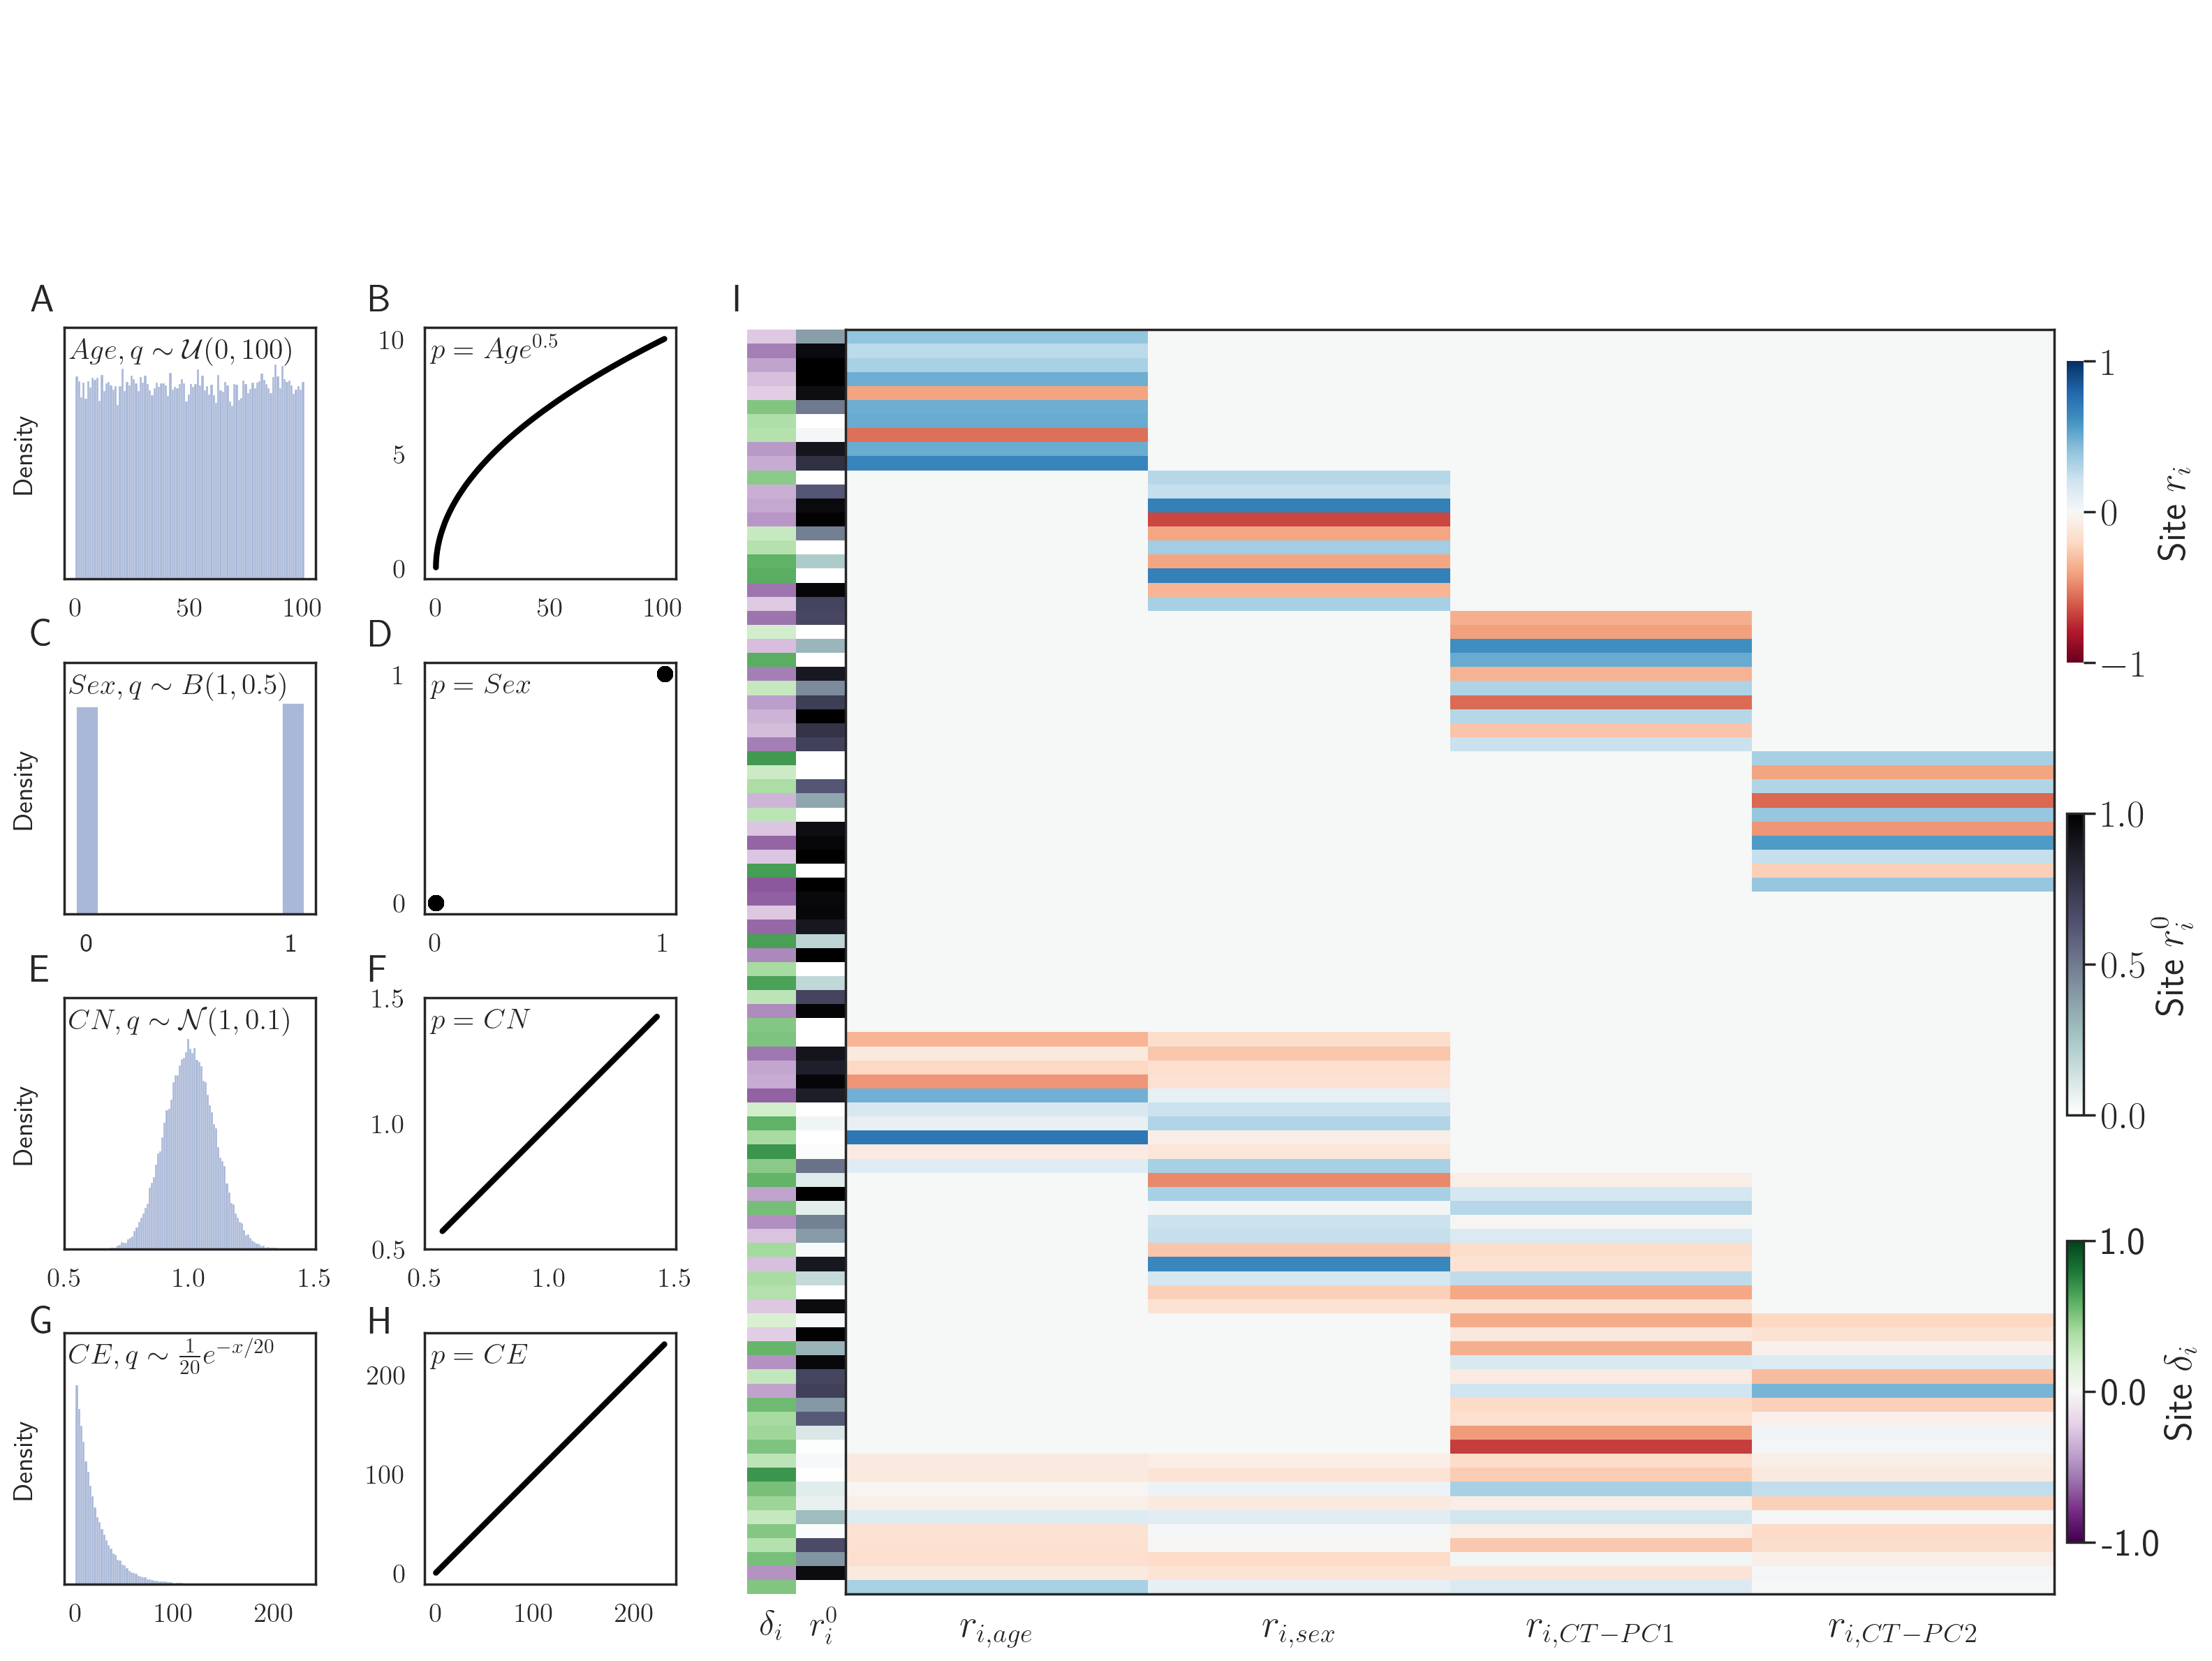 A
Age, q ∼ 𝒰(0, 100)
Density
0 50 100
B
p = Age^{0.5}
10
5
0
0 50 100
C
Sex, q ∼ B(1, 0.5)
Density
0 1
D
p = Sex
1
0
0 1
E
CN, q ∼ 𝒩(1, 0.1)
Density
0.5 1.0 1.5
F
p = CN
1.5
1.0
0.5
0.5 1.0 1.5
G
CE, q ∼ \frac{1}{20}e^{-x/20}
Density
0 100 200
H
p = CE
200
100
0
0 100 200
I
δ_i r_i^0 r_{i,age} r_{i,sex} r_{i,CT−PC1} r_{i,CT−PC2}
1
0
−1
Site r_i
1.0
0.5
0.0
Site r_i^0
1.0
0.0
-1.0
Site δ_i